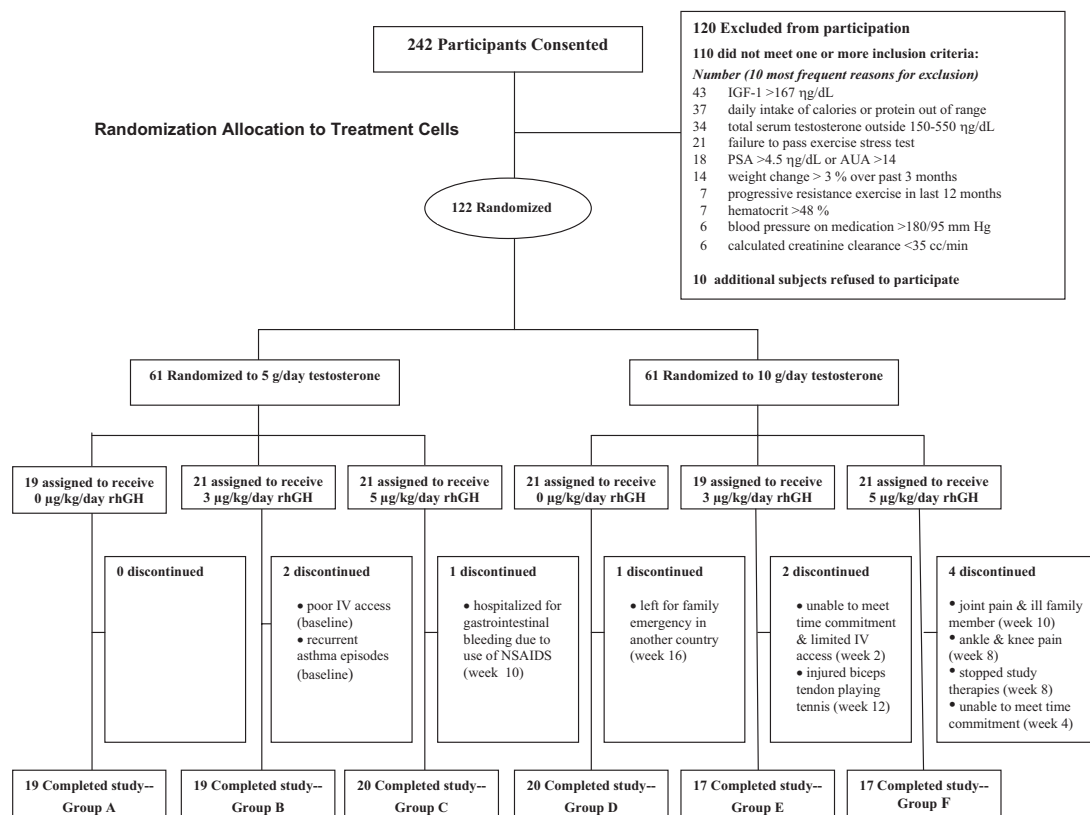 242 Participants Consented
120 Excluded from participation
110 did not meet one or more inclusion criteria:
Number (10 most frequent reasons for exclusion)
43 IGF-1 >167 ηg/dL
37 daily intake of calories or protein out of range
34 total serum testosterone outside 150-550 ηg/dL
21 failure to pass exercise stress test
18 PSA >4.5 ηg/dL or AUA >14
14 weight change > 3 % over past 3 months
7 progressive resistance exercise in last 12 months
7 hematocrit >48 %
6 blood pressure on medication >180/95 mm Hg
6 calculated creatinine clearance <35 cc/min
10 additional subjects refused to participate
Randomization Allocation to Treatment Cells
122 Randomized
61 Randomized to 5 g/day testosterone
61 Randomized to 10 g/day testosterone
19 assigned to receive
0 µg/kg/day rhGH
21 assigned to receive
3 µg/kg/day rhGH
21 assigned to receive
5 µg/kg/day rhGH
21 assigned to receive
0 µg/kg/day rhGH
19 assigned to receive
3 µg/kg/day rhGH
21 assigned to receive
5 µg/kg/day rhGH
0 discontinued
2 discontinued
• poor IV access
(baseline)
• recurrent
asthma episodes
(baseline)
1 discontinued
• hospitalized for
gastrointestinal
bleeding due to
use of NSAIDS
(week 10)
1 discontinued
• left for family
emergency in
another country
(week 16)
2 discontinued
• unable to meet
time commitment
& limited IV
access (week 2)
• injured biceps
tendon playing
tennis (week 12)
4 discontinued
• joint pain & ill family
member (week 10)
• ankle & knee pain
(week 8)
• stopped study
therapies (week 8)
• unable to meet time
commitment (week 4)
19 Completed study--
Group A
19 Completed study--
Group B
20 Completed study--
Group C
20 Completed study--
Group D
17 Completed study--
Group E
17 Completed study--
Group F